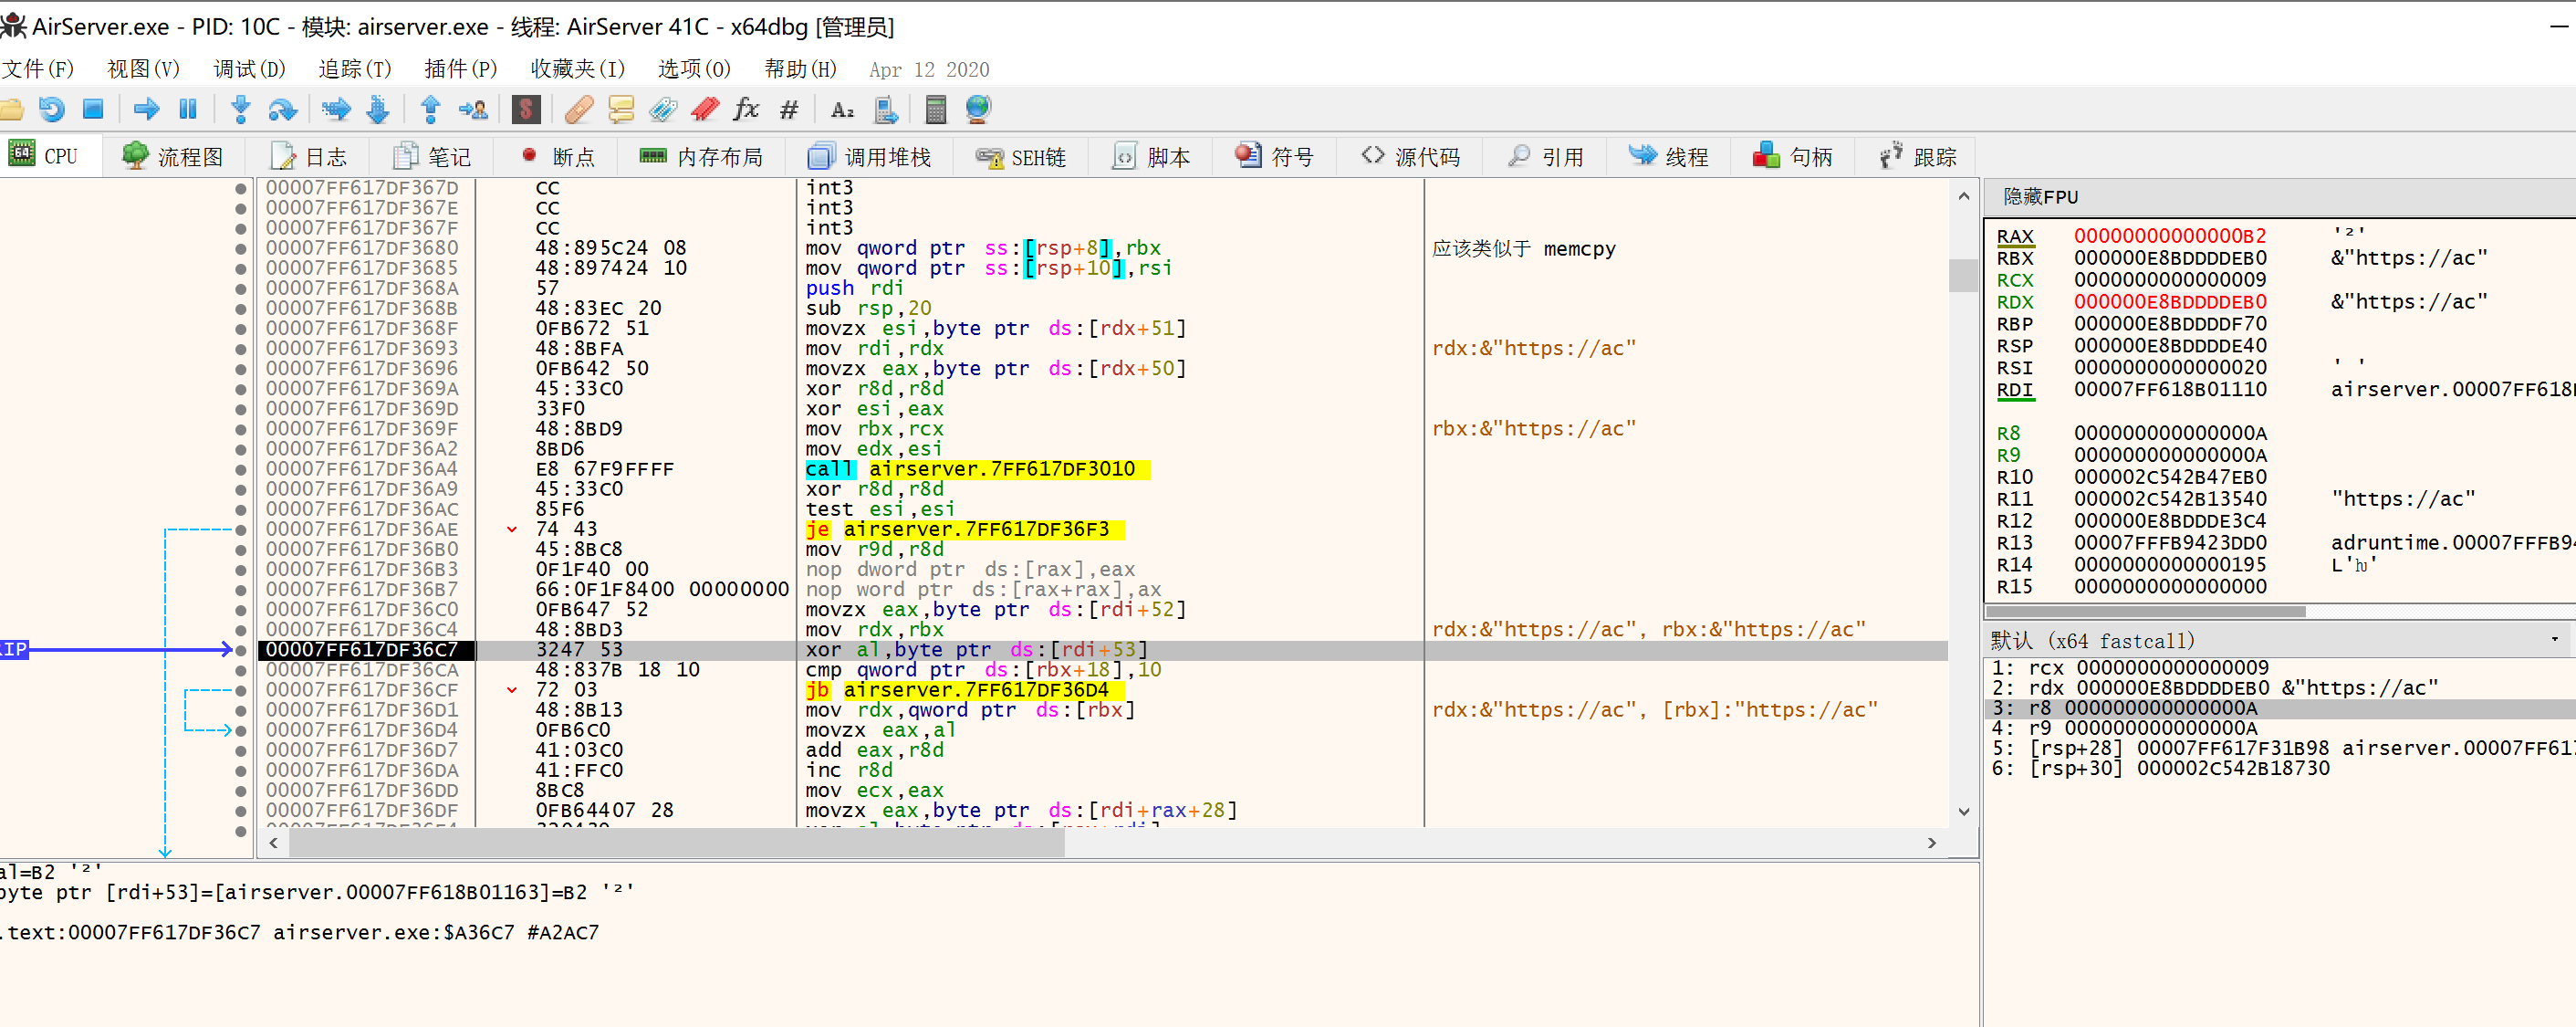 AirServer.exe - PID: 10C - 模块: airserver.exe - 线程: AirServer 41C - x64dbg [管理员]
文件(F) 视图(V) 调试(D) 追踪(T) 插件(P) 收藏夹(I) 选项(O) 帮助(H) Apr 12 2020
CPU 流程图 日志 笔记 断点 内存布局 调用堆栈 SEH链 脚本 符号 源代码 引用 线程 句柄 跟踪
00007FF617DF367D CC int3
00007FF617DF367E CC int3
00007FF617DF367F CC int3
00007FF617DF3680 48:895C24 08 mov qword ptr ss:[rsp+8],rbx 应该类似于 memcpy
00007FF617DF3685 48:897424 10 mov qword ptr ss:[rsp+10],rsi
00007FF617DF368A 57 push rdi
00007FF617DF368B 48:83EC 20 sub rsp,20
00007FF617DF368F 0FB672 51 movzx esi,byte ptr ds:[rdx+51]
00007FF617DF3693 48:8BFA mov rdi,rdx rdx:&"https://ac"
00007FF617DF3696 0FB642 50 movzx eax,byte ptr ds:[rdx+50]
00007FF617DF369A 45:33C0 xor r8d,r8d
00007FF617DF369D 33F0 xor esi,eax
00007FF617DF369F 48:8BD9 mov rbx,rcx rbx:&"https://ac"
00007FF617DF36A2 8BD6 mov edx,esi
00007FF617DF36A4 E8 67F9FFFF call airserver.7FF617DF3010
00007FF617DF36A9 45:33C0 xor r8d,r8d
00007FF617DF36AC 85F6 test esi,esi
00007FF617DF36AE 74 43 je airserver.7FF617DF36F3
00007FF617DF36B0 45:8BC8 mov r9d,r8d
00007FF617DF36B3 0F1F40 00 nop dword ptr ds:[rax],eax
00007FF617DF36B7 66:0F1F8400 00000000 nop word ptr ds:[rax+rax],ax
00007FF617DF36C0 0FB647 52 movzx eax,byte ptr ds:[rdi+52]
00007FF617DF36C4 48:8BD3 mov rdx,rbx rdx:&"https://ac", rbx:&"https://ac"
RIP 00007FF617DF36C7 3247 53 xor al,byte ptr ds:[rdi+53]
00007FF617DF36CA 48:837B 18 10 cmp qword ptr ds:[rbx+18],10
00007FF617DF36CF 72 03 jb airserver.7FF617DF36D4
00007FF617DF36D1 48:8B13 mov rdx,qword ptr ds:[rbx] rdx:&"https://ac", [rbx]:"https://ac"
00007FF617DF36D4 0FB6C0 movzx eax,al
00007FF617DF36D7 41:03C0 add eax,r8d
00007FF617DF36DA 41:FFC0 inc r8d
00007FF617DF36DD 8BC8 mov ecx,eax
00007FF617DF36DF 0FB64407 28 movzx eax,byte ptr ds:[rdi+rax+28]
al=B2 '²'
byte ptr [rdi+53]=[airserver.00007FF618B01163]=B2 '²'
.text:00007FF617DF36C7 airserver.exe:$A36C7 #A2AC7
隐藏FPU
RAX 00000000000000B2 '²'
RBX 000000E8BDDDDEB0 &"https://ac"
RCX 0000000000000009
RDX 000000E8BDDDDEB0 &"https://ac"
RBP 000000E8BDDDDF70
RSP 000000E8BDDDDE40
RSI 0000000000000020 ' '
RDI 00007FF618B01110 airserver.00007FF618
R8 000000000000000A
R9 000000000000000A
R10 000002C542B47EB0
R11 000002C542B13540 "https://ac"
R12 000000E8BDDDE3C4
R13 00007FFFB9423DD0 adruntime.00007FFFB9
R14 0000000000000195 L'ƕ'
R15 0000000000000000
默认 (x64 fastcall)
1: rcx 0000000000000009
2: rdx 000000E8BDDDDEB0 &"https://ac"
3: r8 000000000000000A
4: r9 000000000000000A
5: [rsp+28] 00007FF617F31B98 airserver.00007FF61
6: [rsp+30] 000002C542B18730